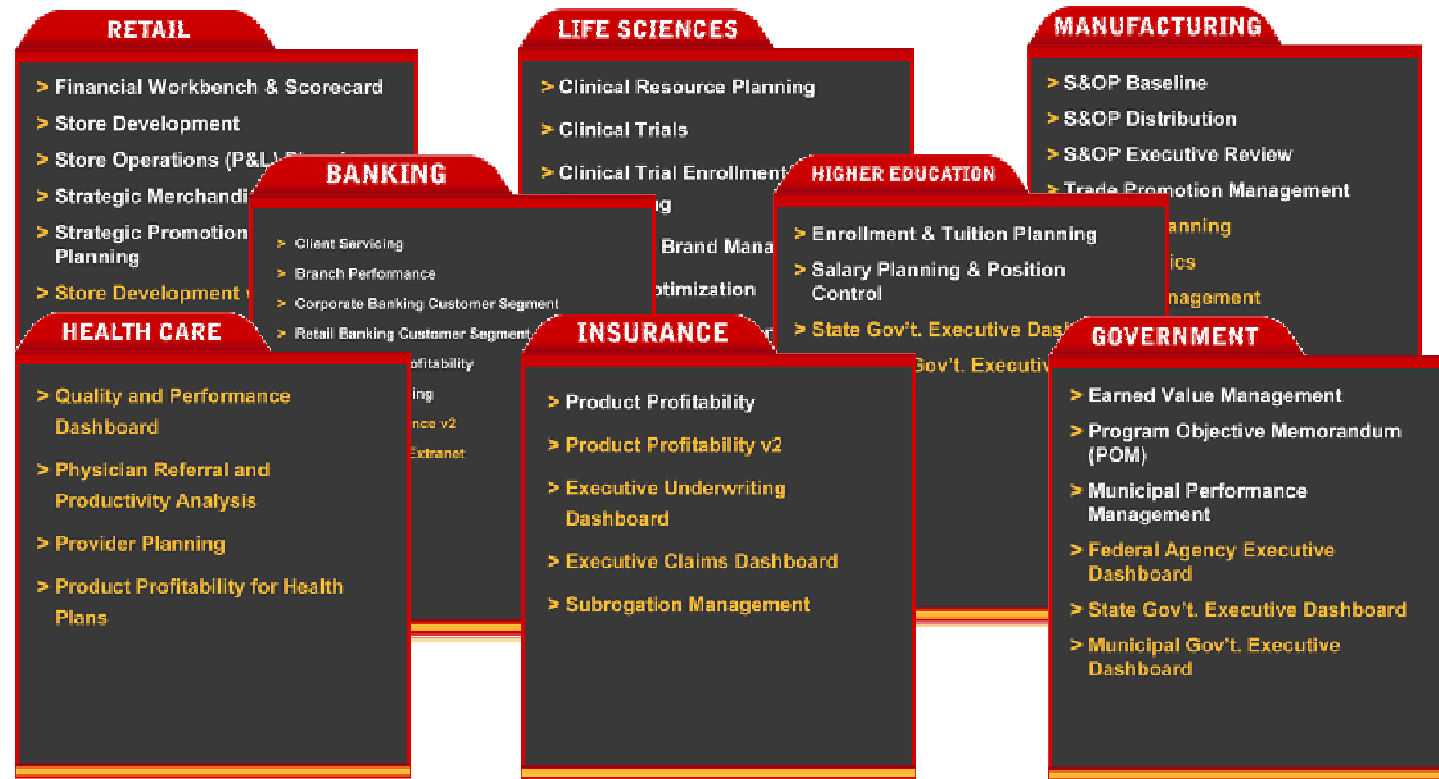 RETAIL
> Financial Workbench & Scorecard
> Store Development
> Store Operations (P&L)
> Strategic
> Strategic Promotion
Planning
> Store Development
LIFE SCIENCES
> Clinical Resource Planning
> Clinical Trials
> Clinical Trial Enrollment
Brand
MANUFACTURING
> S&OP Baseline
> S&OP Distribution
> S&OP Executive Review
> Trade Promotion Management
BANKING
> Client Servicing
> Branch Performance
> Corporate Banking Customer Segment
> Retail Banking Customer Segment
v2
Extranet
HIGHER EDUCATION
> Enrollment & Tuition Planning
> Salary Planning & Position
Control
> State Gov't. Executive
HEALTH CARE
> Quality and Performance
Dashboard
> Physician Referral and
Productivity Analysis
> Provider Planning
> Product Profitability for Health
Plans
INSURANCE
> Product Profitability
> Product Profitability v2
> Executive Underwriting
Dashboard
> Executive Claims Dashboard
> Subrogation Management
GOVERNMENT
> Earned Value Management
> Program Objective Memorandum
(POM)
> Municipal Performance
Management
> Federal Agency Executive
Dashboard
> State Gov't. Executive Dashboard
> Municipal Gov't. Executive
Dashboard